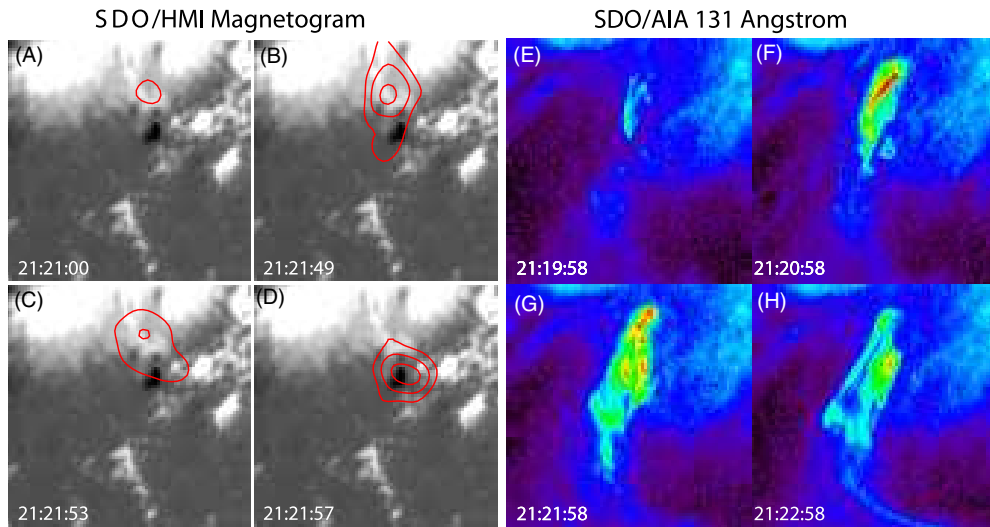 S D O/HMI Magnetogram
SDO/AIA 131 Angstrom
(A)
(B)
(E)
(F)
21:21:00
21:21:49
21:19:58
21:20:58
(C)
(D)
(G)
(H)
21:21:53
21:21:57
21:21:58
21:22:58